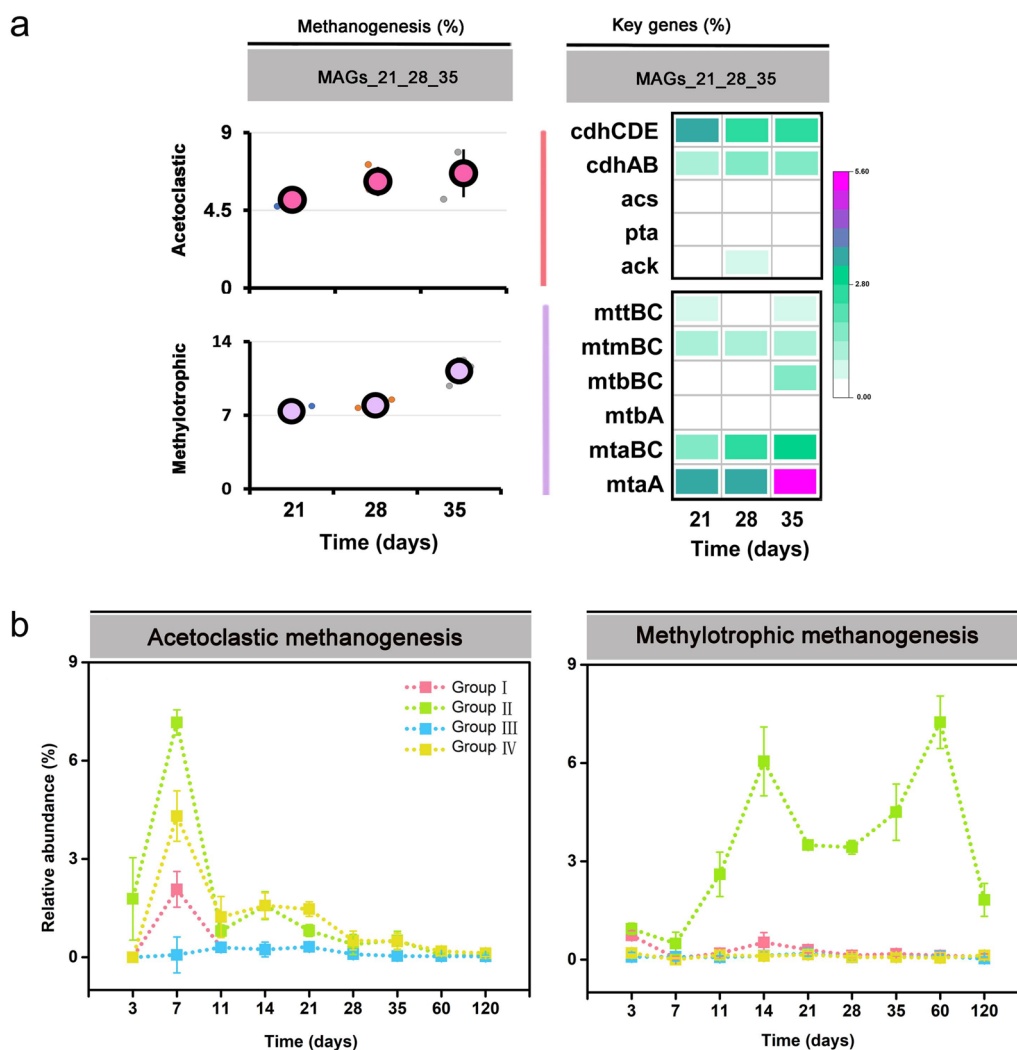 a
Methanogenesis (%)
MAGs_21_28_35
Acetoclastic
9
4.5
0
Methylotrophic
14
7
0
21 28 35
Time (days)
Key genes (%)
MAGs_21_28_35
cdhCDE
cdhAB
acs
pta
ack
mttBC
mtmBC
mtbBC
mtbA
mtaBC
mtaA
21 28 35
Time (days)
5.60
2.80
0.00
b
Acetoclastic methanogenesis
Relative abundance (%)
9
6
3
0
Group Ⅰ
Group Ⅱ
Group Ⅲ
Group Ⅳ
3 7 11 14 21 28 35 60 120
Time (days)
Methylotrophic methanogenesis
9
6
3
0
3 7 11 14 21 28 35 60 120
Time (days)